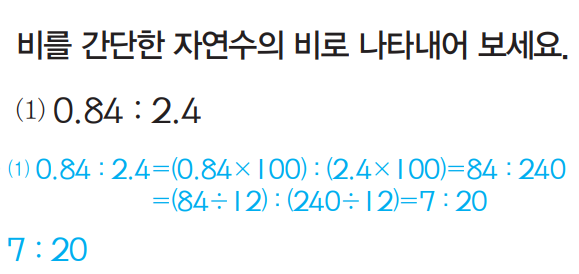 비를 간단한 자연수의 비로 나타내어 보세요.
(1) 0.84 : 2.4
(1) 0.84 : 2.4=(0.84×100) : (2.4×100)=84 : 240
=(84÷12) : (240÷12)=7 : 20
7 : 20